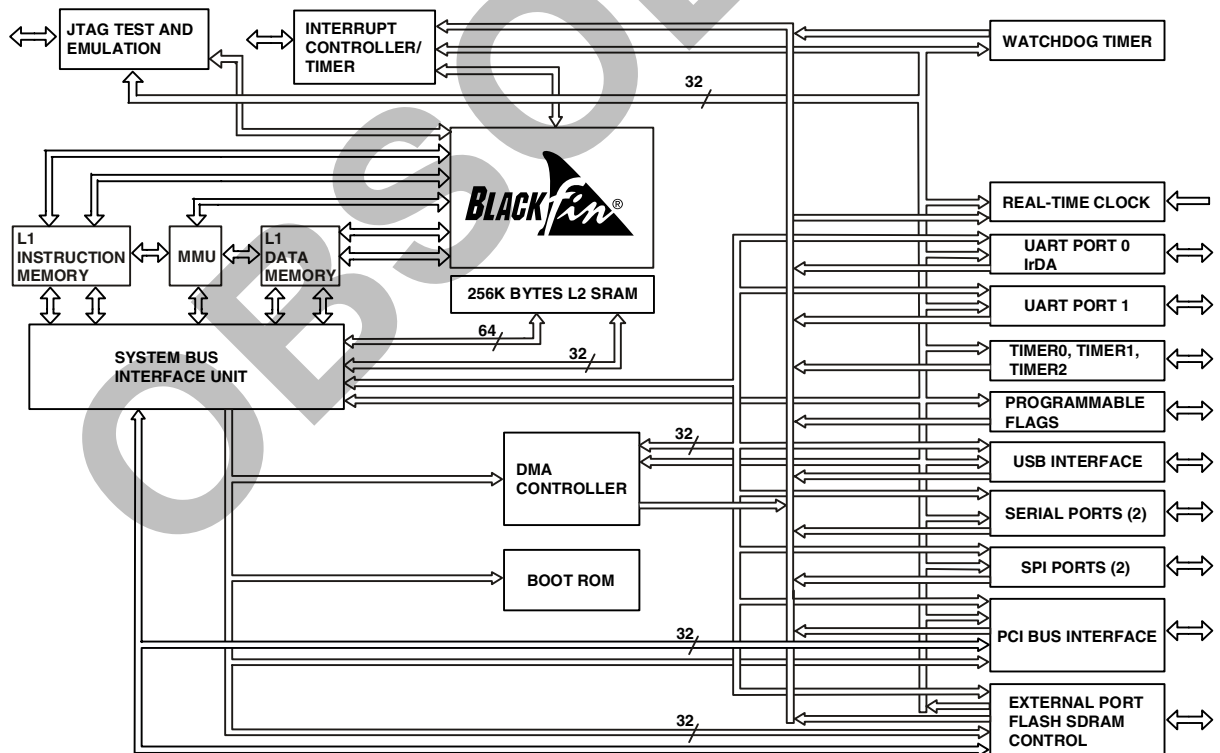 JTAG TEST AND
EMULATION
INTERRUPT
CONTROLLER/
TIMER
WATCHDOG TIMER
32
BLACKfin®
REAL-TIME CLOCK
L1
INSTRUCTION
MEMORY
MMU
L1
DATA
MEMORY
UART PORT 0
IrDA
256K BYTES L2 SRAM
UART PORT 1
64
32
SYSTEM BUS
INTERFACE UNIT
TIMER0, TIMER1,
TIMER2
PROGRAMMABLE
FLAGS
32
DMA
CONTROLLER
USB INTERFACE
SERIAL PORTS (2)
BOOT ROM
SPI PORTS (2)
32
PCI BUS INTERFACE
32
EXTERNAL PORT
FLASH SDRAM
CONTROL